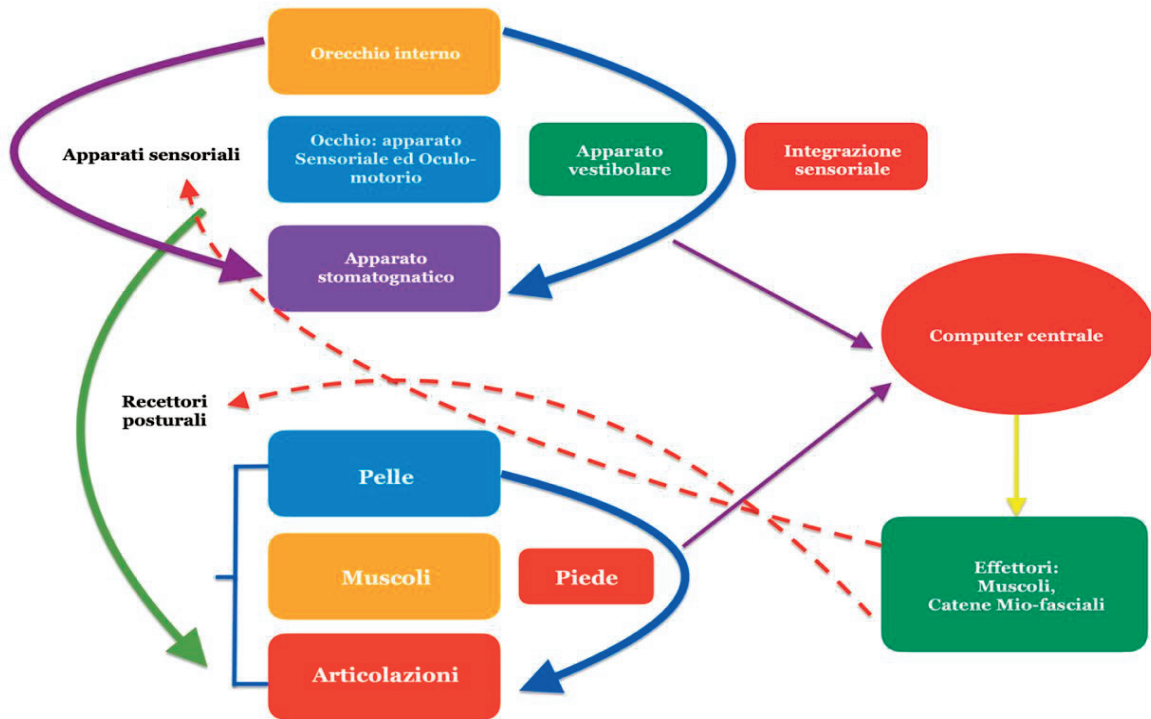 Orecchio interno
Apparati sensoriali
Occhio: apparato
Sensoriale ed Oculo-
motorio
Apparato
vestibolare
Integrazione
sensoriale
Apparato
stomatognatico
Computer centrale
Recettori
posturali
Pelle
Muscoli
Piede
Articolazioni
Effettori:
Muscoli,
Catene Mio-fasciali